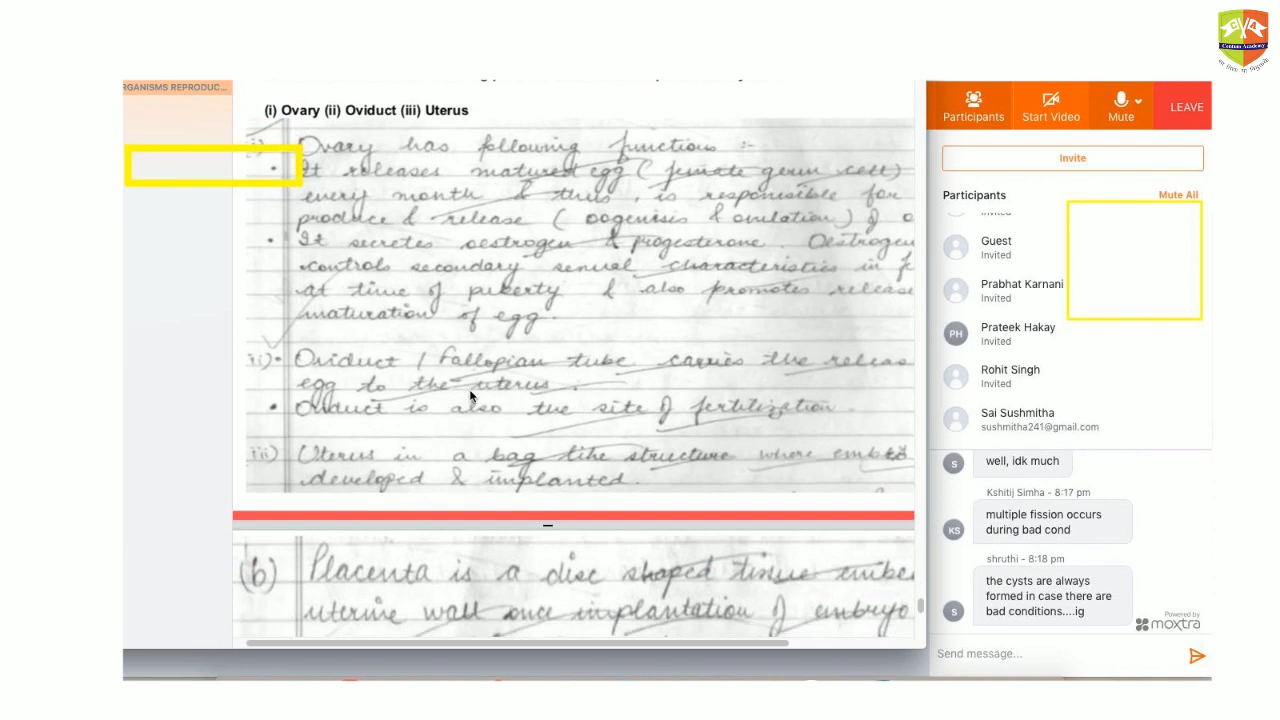 C A
Centum Academy
RGANISMS REPRODUC...
(i) Ovary (ii) Oviduct (iii) Uterus
i) Ovary has following functions :-
• It releases matured egg ( female germ cell)
every month & thus, is responsible for
produce & release ( oogenisis & ovulation) of o
• It secretes oestrogen & progesterone. Oestrogen
controls secondary sexual characteristics in fe
at time of puberty & also promotes release
maturation of egg.
ii) • Oviduct / Fallopian tube carries the releas
egg to the uterus.
• Oviduct is also the site of fertilization.
iii) Uterus in a bag like structure where
developed & implanted.
(b) Placenta is a disc shaped tissue embe
uterine wall once implantation of embryo
Participants
Start Video
Mute
LEAVE
Invite
Participants Mute All
Invited
Guest
Invited
Prabhat Karnani
Invited
PH Prateek Hakay
Invited
Rohit Singh
Invited
Sai Sushmitha
sushmitha241@gmail.com
S well, idk much
Kshitij Simha - 8:17 pm
multiple fission occurs
KS during bad cond
shruthi - 8:18 pm
the cysts are always
formed in case there are
S bad conditions....ig
Powered by
moxtra
Send message...